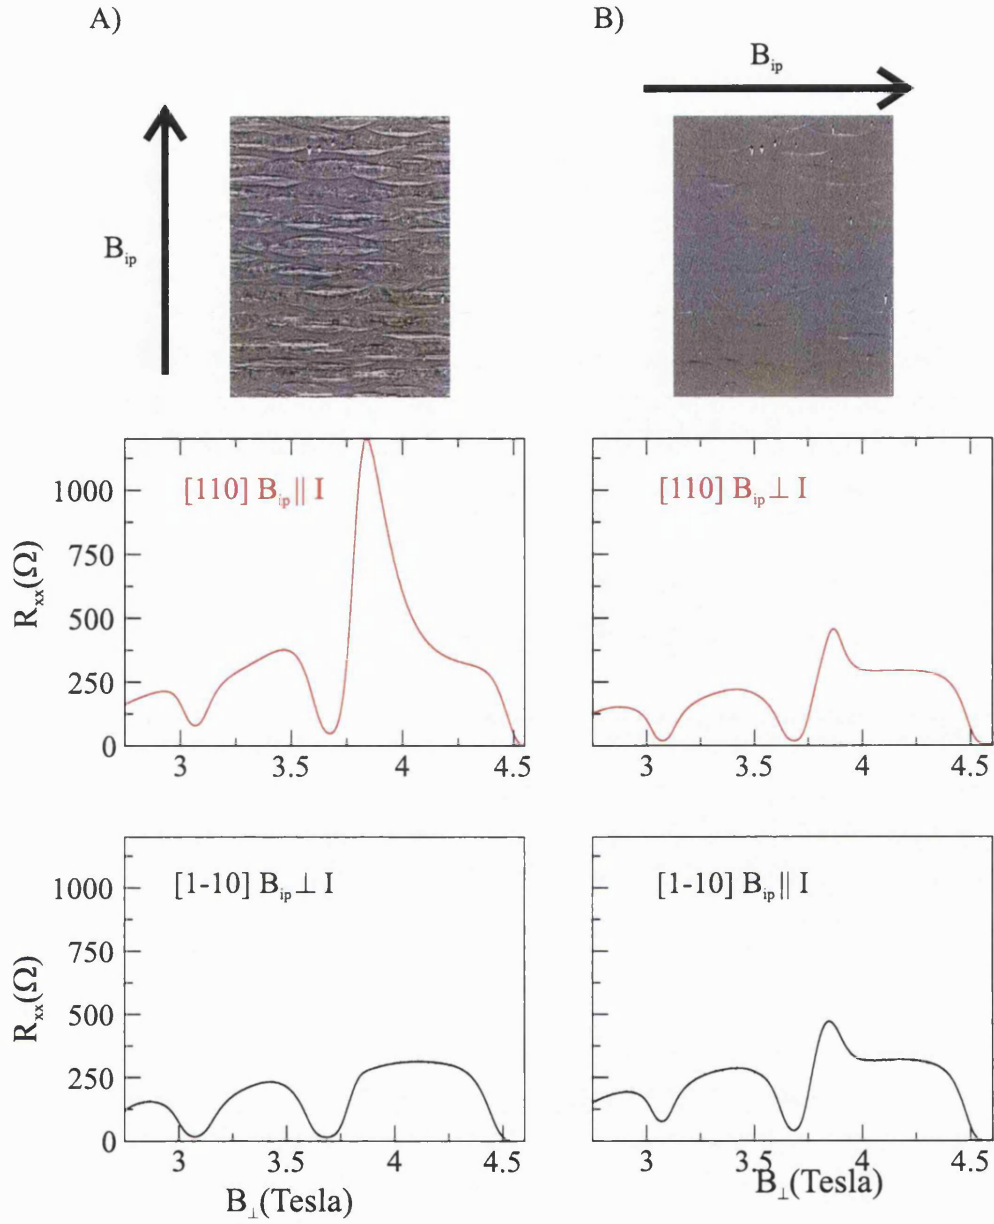 A)
B)
B_ip
B_ip
[110] B_ip || I
[110] B_ip ⊥ I
R_xx(Ω)
1000
750
500
250
0
3
3.5
4
4.5
3
3.5
4
4.5
[1-10] B_ip ⊥ I
[1-10] B_ip || I
R_xx(Ω)
1000
750
500
250
0
3
3.5
4
4.5
3
3.5
4
4.5
B_⊥(Tesla)
B_⊥(Tesla)